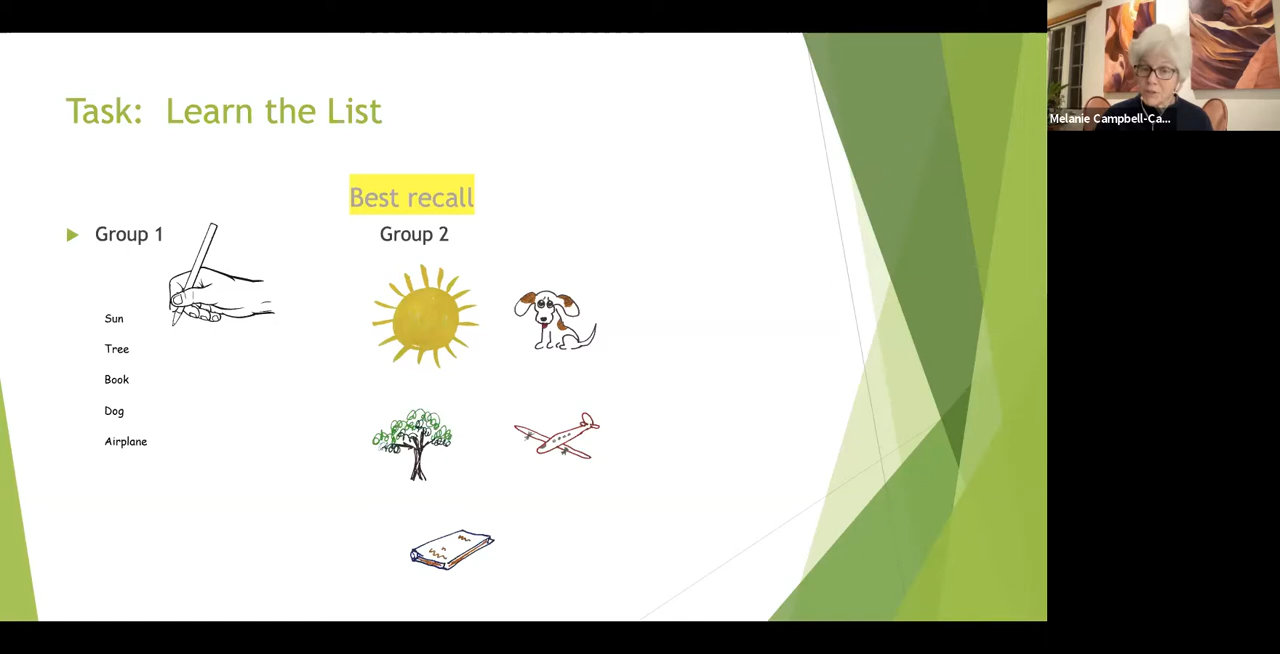 Task: Learn the List
Best recall
Group 1
Group 2
Sun
Tree
Book
Dog
Airplane
Melanie Campbell-Ca...